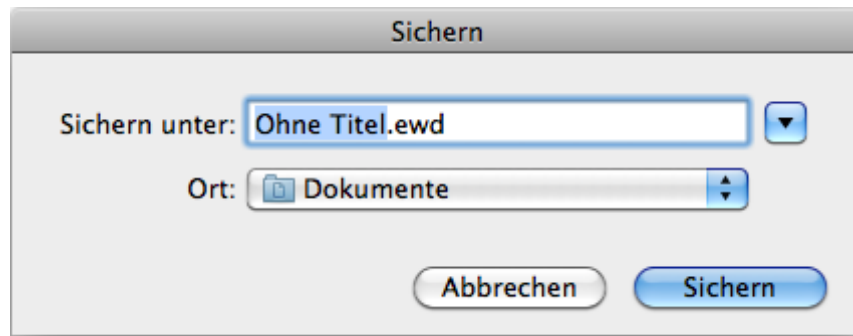 Sichern
Sichern unter: Ohne Titel.ewd
Ort: Dokumente
Abbrechen Sichern